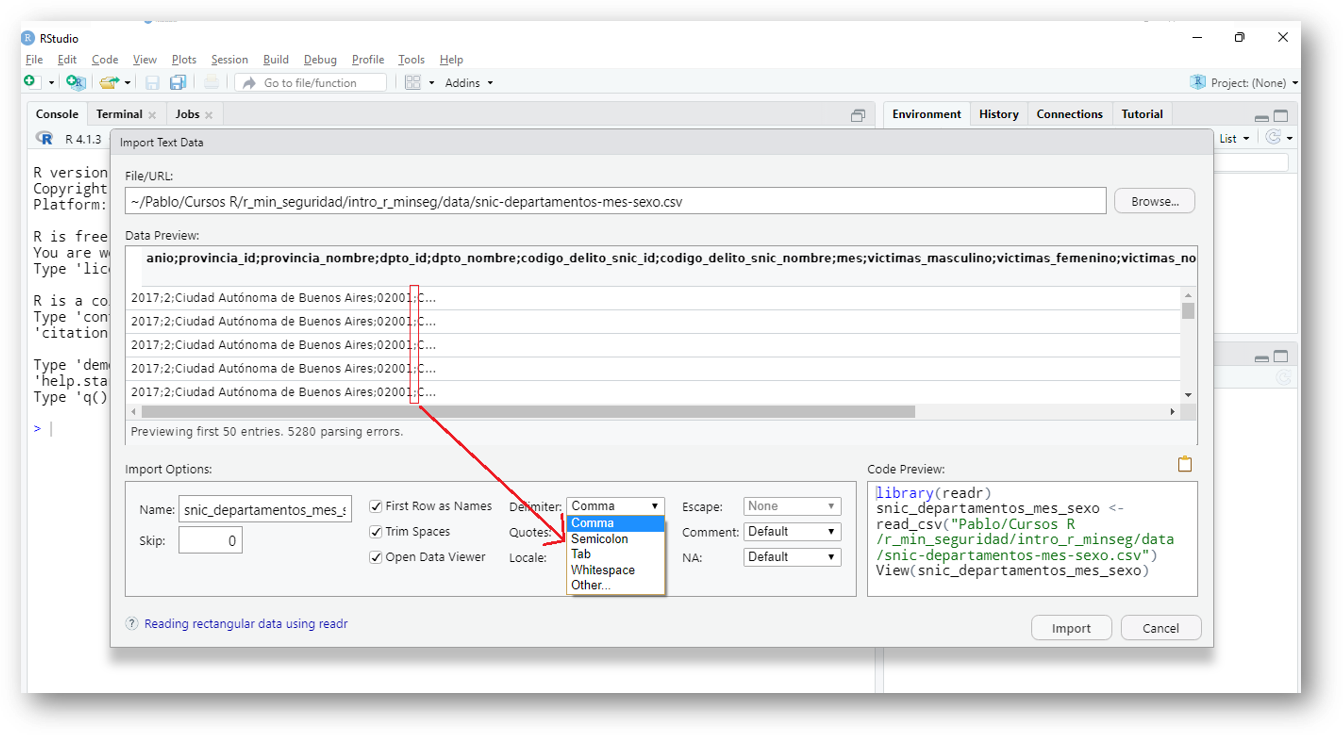 RStudio
File Edit Code View Plots Session Build Debug Profile Tools Help
Go to file/function Addins Project: (None)
Console Terminal Jobs
Environment History Connections Tutorial
R 4.1.3
List
R version
Copyright
Platform:
R is free
You are we
Type 'lic
R is a co
Type 'con
'citation
Type 'demo
'help.sta
Type 'q()
>
Import Text Data
File/URL:
~/Pablo/Cursos R/r_min_seguridad/intro_r_minseg/data/snic-departamentos-mes-sexo.csv
Browse...
Data Preview:
anio;provincia_id;provincia_nombre;dpto_id;dpto_nombre;codigo_delito_snic_id;codigo_delito_snic_nombre;mes;victimas_masculino;victimas_femenino;victimas_no
2017;2;Ciudad Autónoma de Buenos Aires;02001;C...
2017;2;Ciudad Autónoma de Buenos Aires;02001;C...
2017;2;Ciudad Autónoma de Buenos Aires;02001;C...
2017;2;Ciudad Autónoma de Buenos Aires;02001;C...
2017;2;Ciudad Autónoma de Buenos Aires;02001;C...
Previewing first 50 entries. 5280 parsing errors.
Import Options:
Name: snic_departamentos_mes_s
Skip: 0
First Row as Names
Trim Spaces
Open Data Viewer
Delimiter: Comma
Quotes:
Locale:
Comma
Semicolon
Tab
Whitespace
Other...
Escape: None
Comment: Default
NA: Default
Code Preview:
library(readr)
snic_departamentos_mes_sexo <-
read_csv("Pablo/Cursos R
/r_min_seguridad/intro_r_minseg/data
/snic-departamentos-mes-sexo.csv")
View(snic_departamentos_mes_sexo)
? Reading rectangular data using readr
Import Cancel